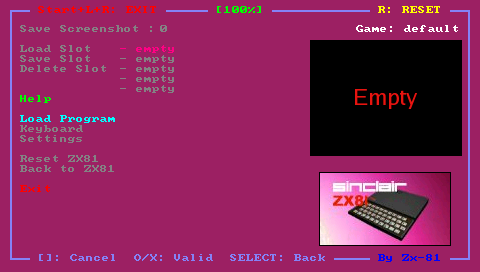 [100%] R: RESET
Save Screenshot : 0
Game: default
Load Slot - empty
Save Slot - empty
Delete Slot - empty
- empty
- empty
Help
Empty
Load Program
Keyboard
Settings
Reset ZX81
Back to ZX81
sinclair
ZX81
[]: Cancel O/X: Valid SELECT: Back By Zx-81